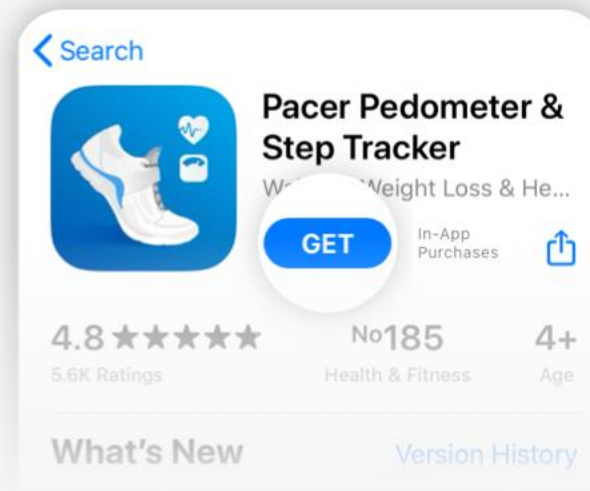 Search
Pacer Pedometer &
Step Tracker
Weight Loss & He...
GET
In-App
Purchases
4.8 ★★★★★
No185
4+
5.6K Ratings
Health & Fitness
Age
What's New
Version History